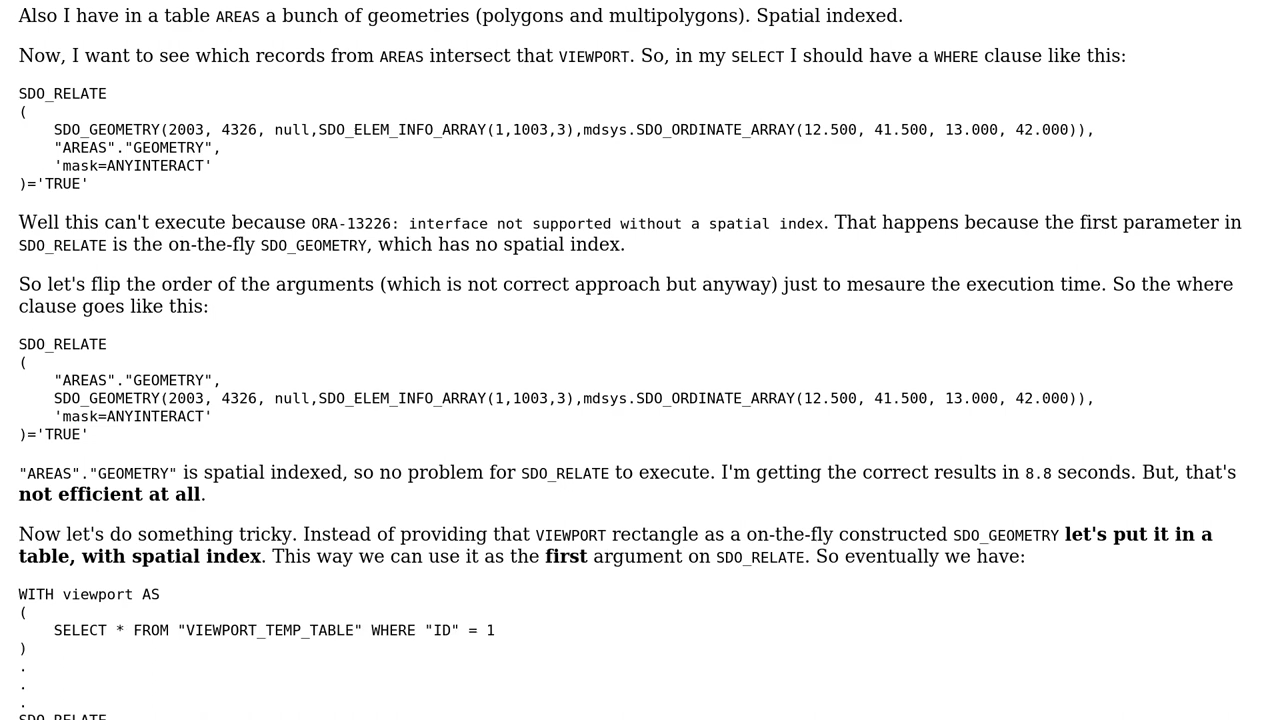 Also I have in a table AREAS a bunch of geometries (polygons and multipolygons). Spatial indexed.
Now, I want to see which records from AREAS intersect that VIEWPORT. So, in my SELECT I should have a WHERE clause like this:
SDO_RELATE
(
    SDO_GEOMETRY(2003, 4326, null,SDO_ELEM_INFO_ARRAY(1,1003,3),mdsys.SDO_ORDINATE_ARRAY(12.500, 41.500, 13.000, 42.000)),
    "AREAS"."GEOMETRY",
    'mask=ANYINTERACT'
)='TRUE'
Well this can't execute because ORA-13226: interface not supported without a spatial index. That happens because the first parameter in
SDO_RELATE is the on-the-fly SDO_GEOMETRY, which has no spatial index.
So let's flip the order of the arguments (which is not correct approach but anyway) just to mesaure the execution time. So the where
clause goes like this:
SDO_RELATE
(
    "AREAS"."GEOMETRY",
    SDO_GEOMETRY(2003, 4326, null,SDO_ELEM_INFO_ARRAY(1,1003,3),mdsys.SDO_ORDINATE_ARRAY(12.500, 41.500, 13.000, 42.000)),
    'mask=ANYINTERACT'
)='TRUE'
"AREAS"."GEOMETRY" is spatial indexed, so no problem for SDO_RELATE to execute. I'm getting the correct results in 8.8 seconds. But, that's
not efficient at all.
Now let's do something tricky. Instead of providing that VIEWPORT rectangle as a on-the-fly constructed SDO_GEOMETRY let's put it in a
table, with spatial index. This way we can use it as the first argument on SDO_RELATE. So eventually we have:
WITH viewport AS
(
    SELECT * FROM "VIEWPORT_TEMP_TABLE" WHERE "ID" = 1
)
.
.
.
SDO_RELATE